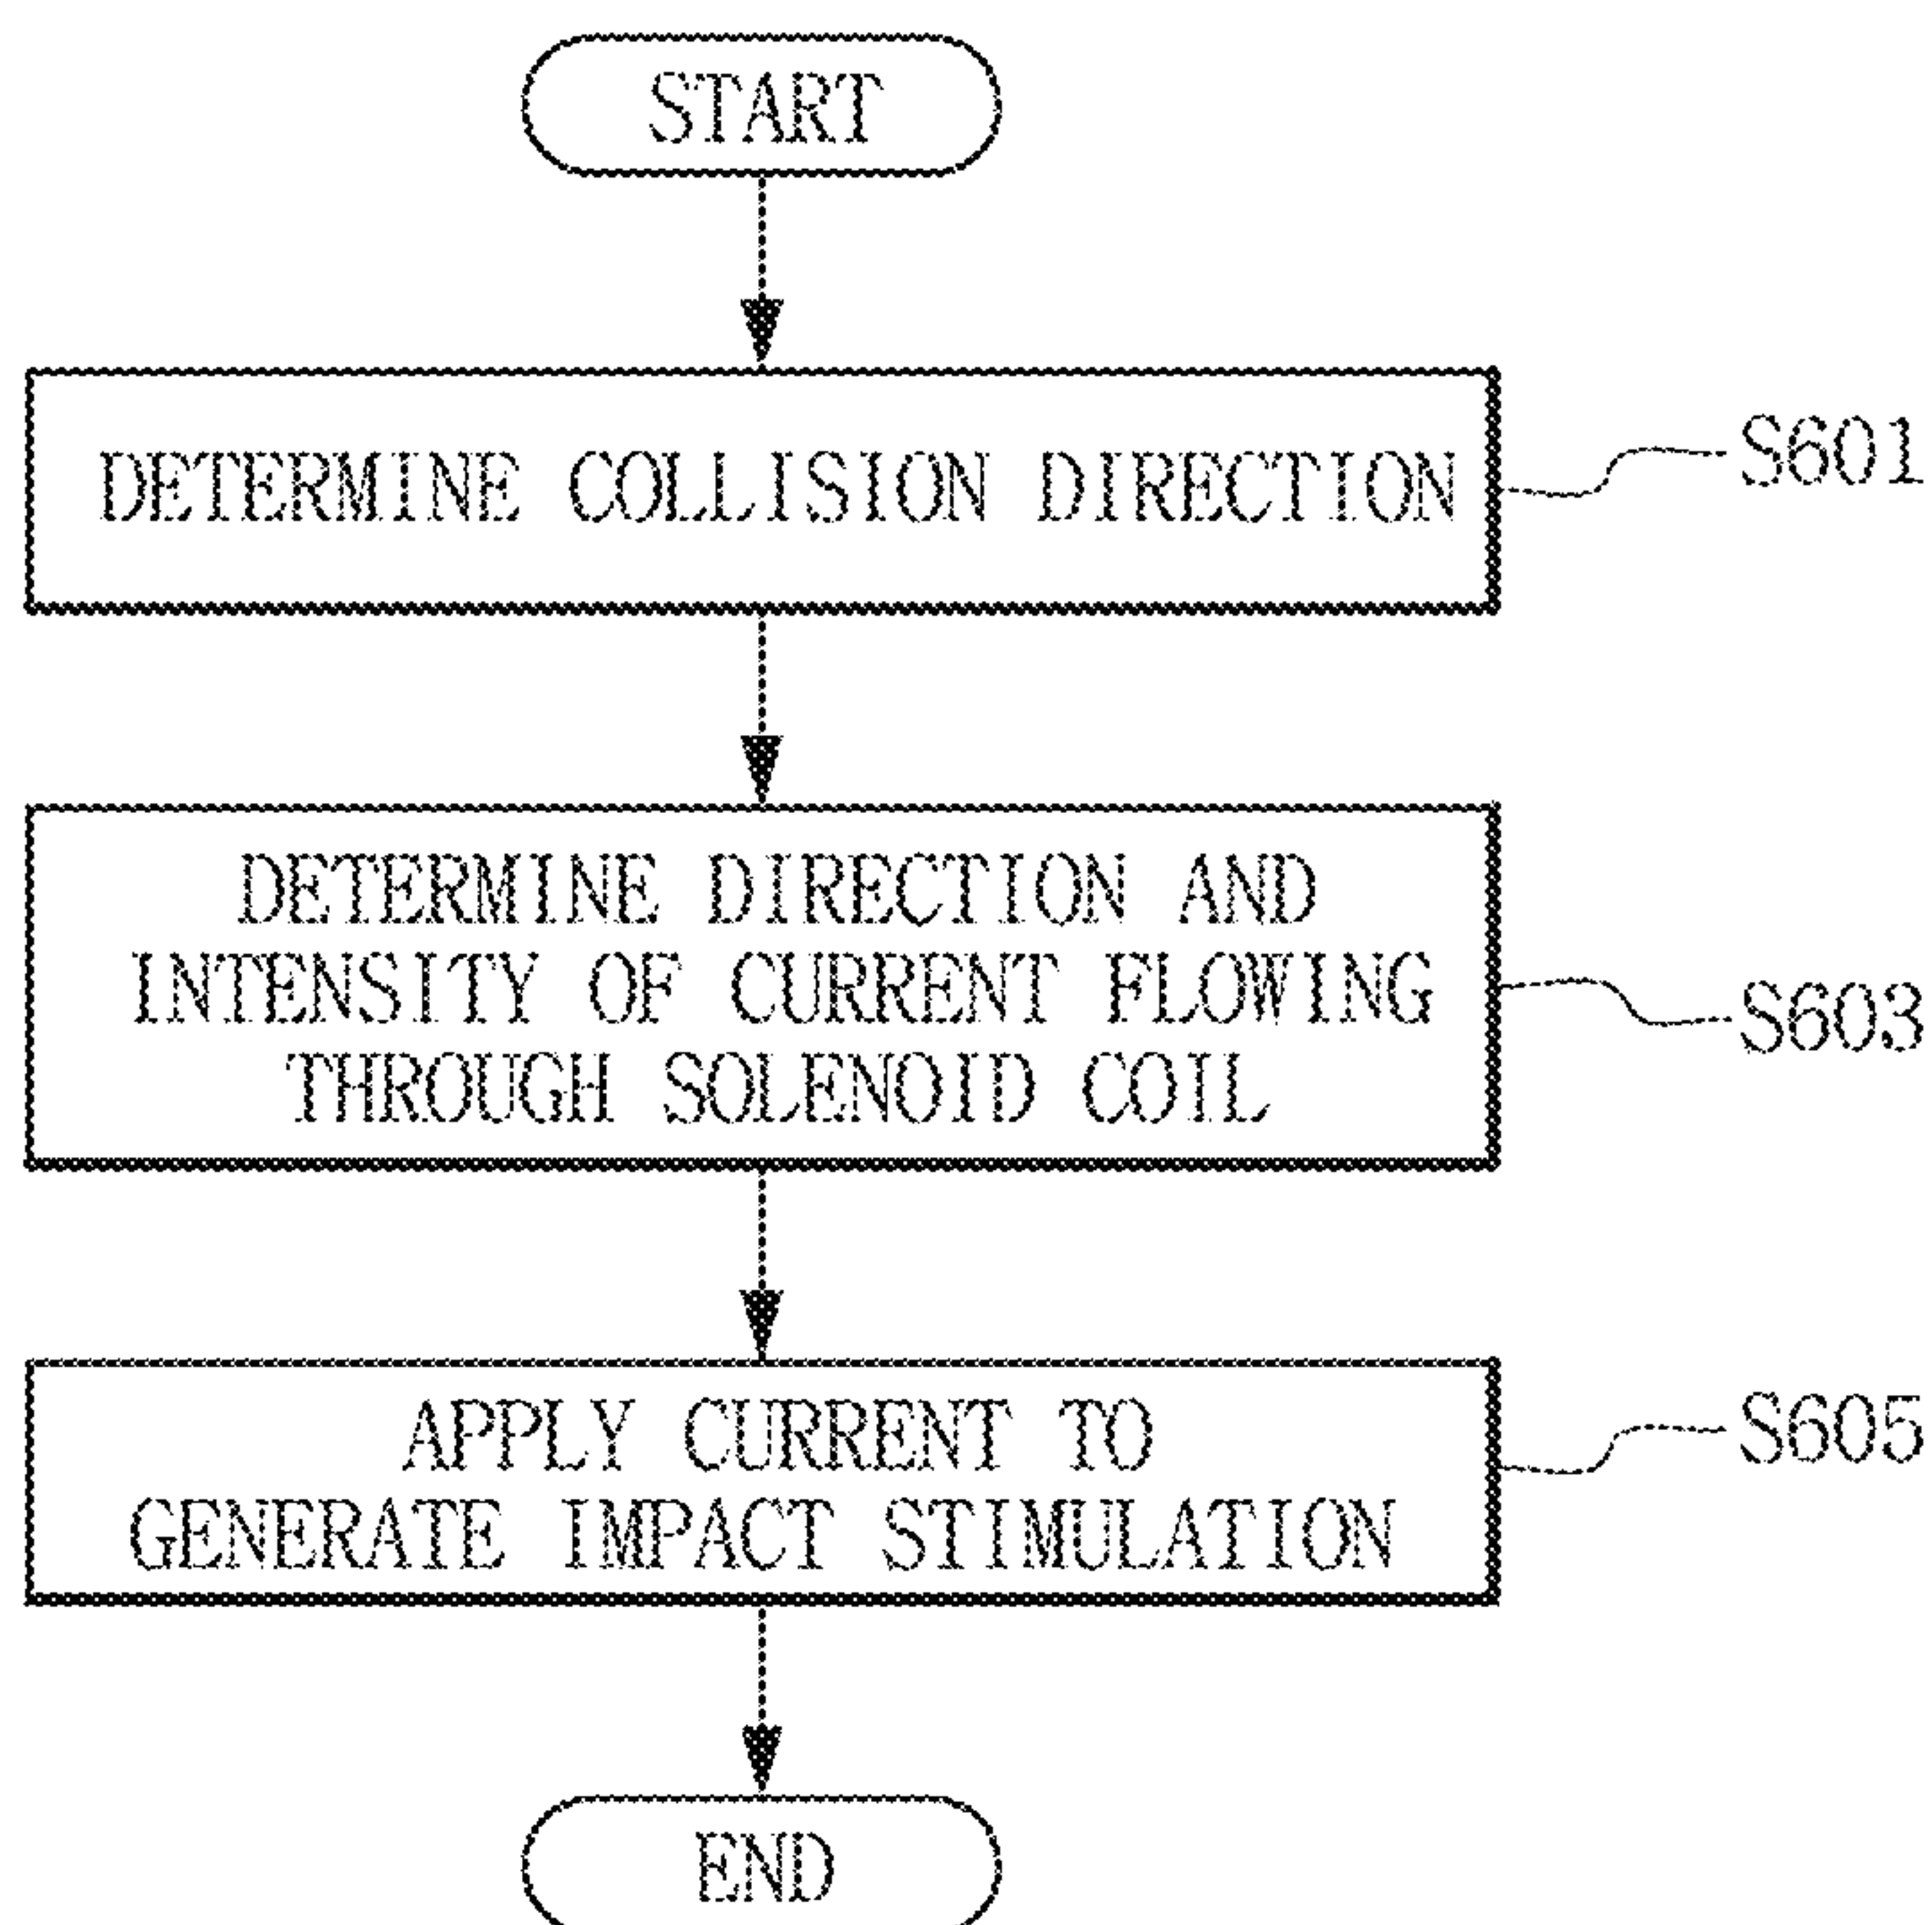 START
DETERMINE COLLISION DIRECTION
S601
DETERMINE DIRECTION AND
INTENSITY OF CURRENT FLOWING
THROUGH SOLENOID COIL
S603
APPLY CURRENT TO
GENERATE IMPACT STIMULATION
S605
END